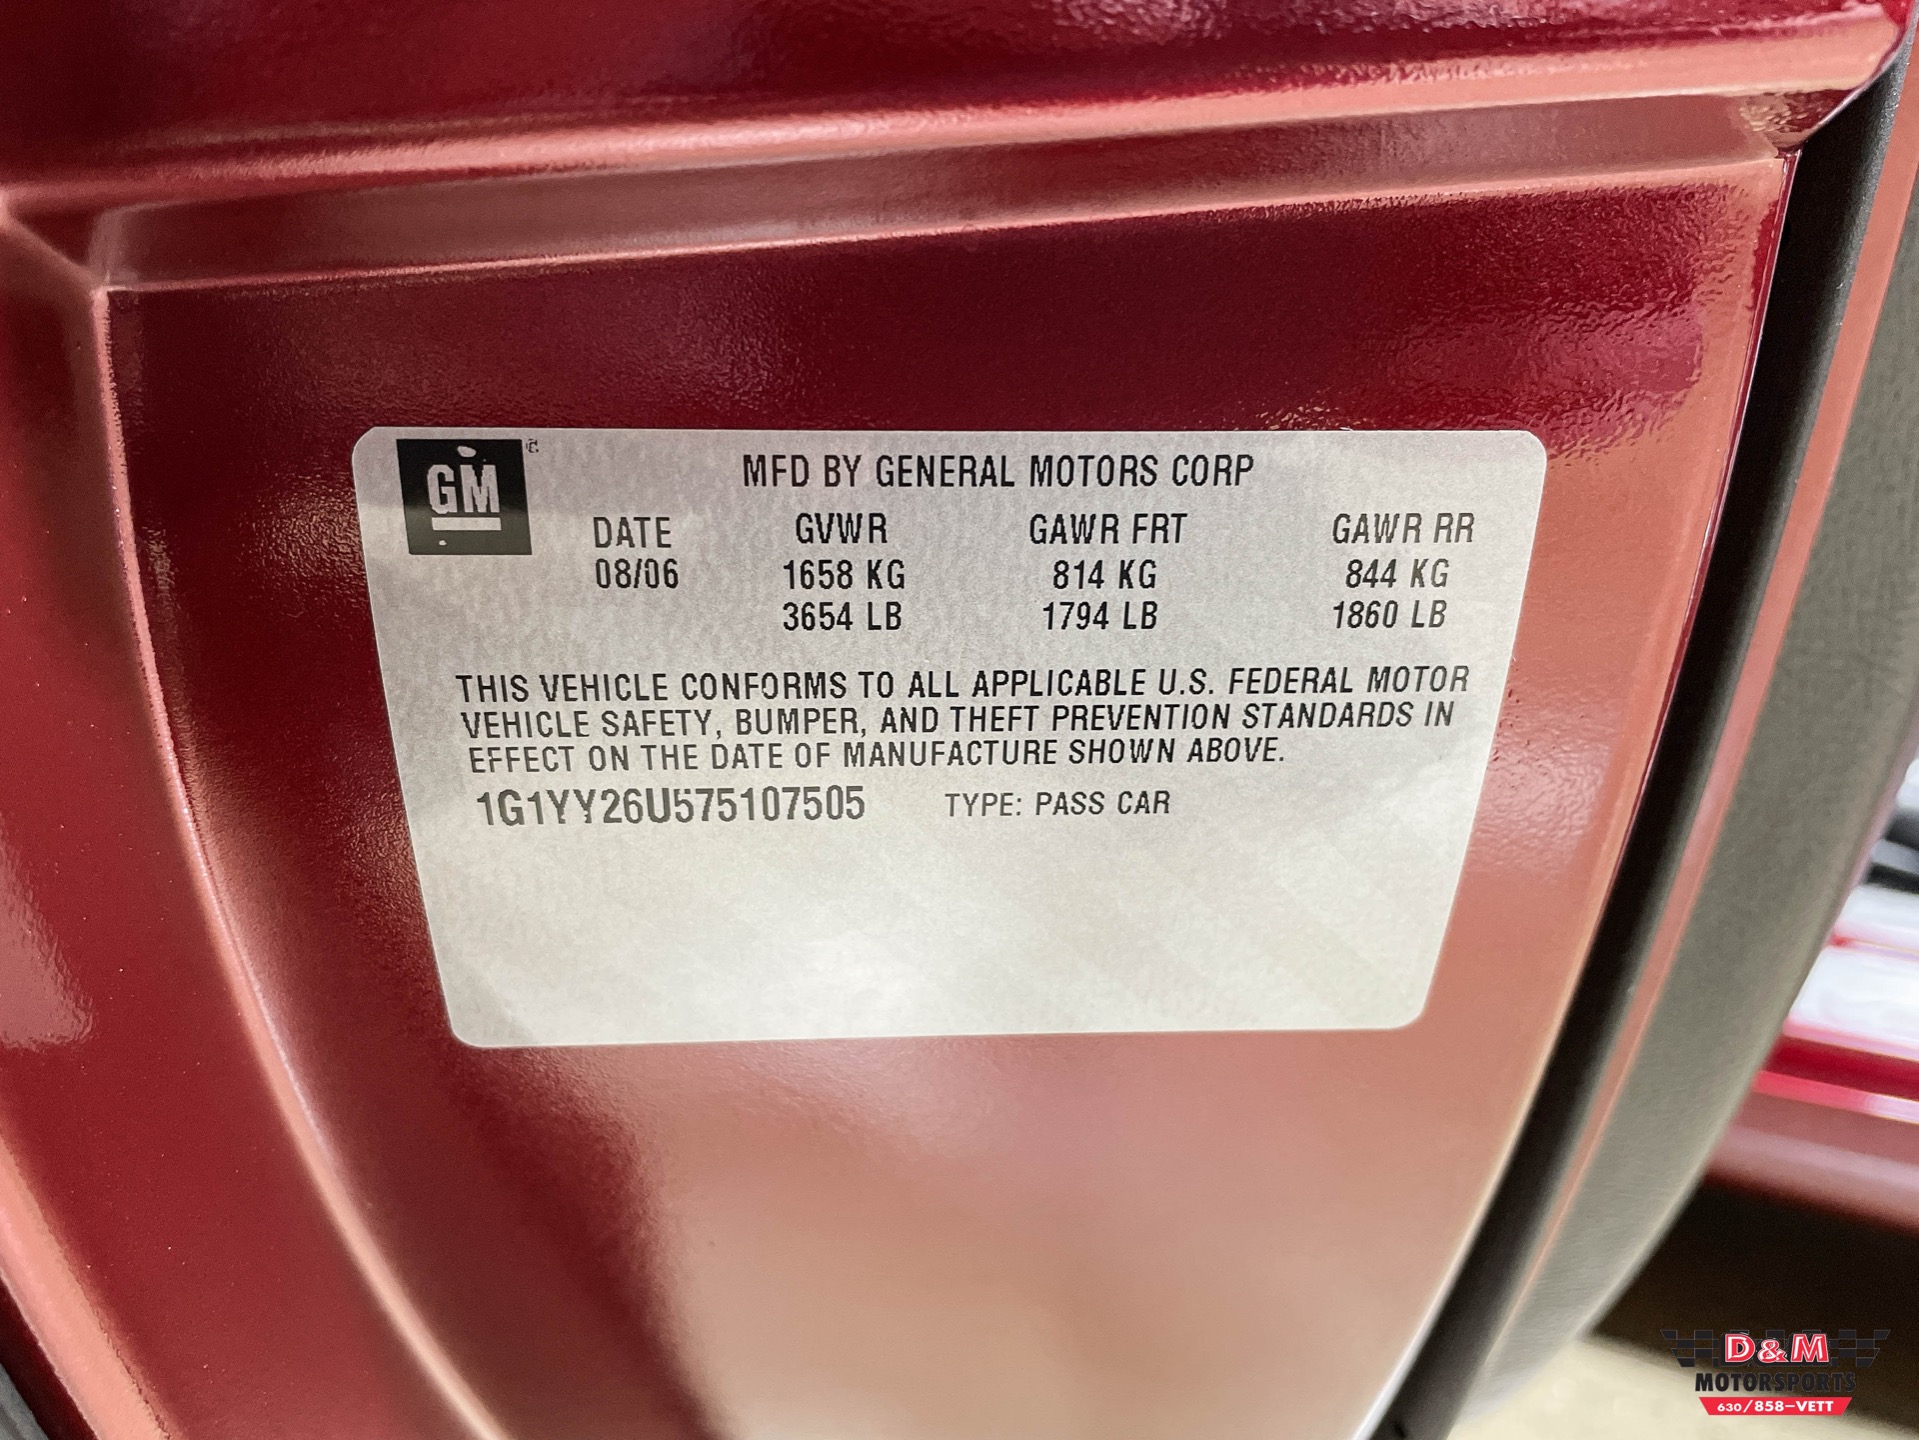 GM
MFD BY GENERAL MOTORS CORP
DATE GVWR GAWR FRT GAWR RR
08/06 1658 KG 814 KG 844 KG
3654 LB 1794 LB 1860 LB
THIS VEHICLE CONFORMS TO ALL APPLICABLE U.S. FEDERAL MOTOR
VEHICLE SAFETY, BUMPER, AND THEFT PREVENTION STANDARDS IN
EFFECT ON THE DATE OF MANUFACTURE SHOWN ABOVE.
1G1YY26U575107505 TYPE: PASS CAR
D&M
MOTORSPORTS
630/858-VETT